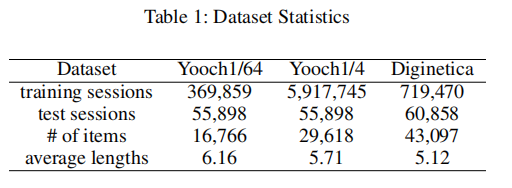 Table 1: Dataset Statistics
Dataset Yooch1/64 Yooch1/4 Diginetica
training sessions 369,859 5,917,745 719,470
test sessions 55,898 55,898 60,858
# of items 16,766 29,618 43,097
average lengths 6.16 5.71 5.12